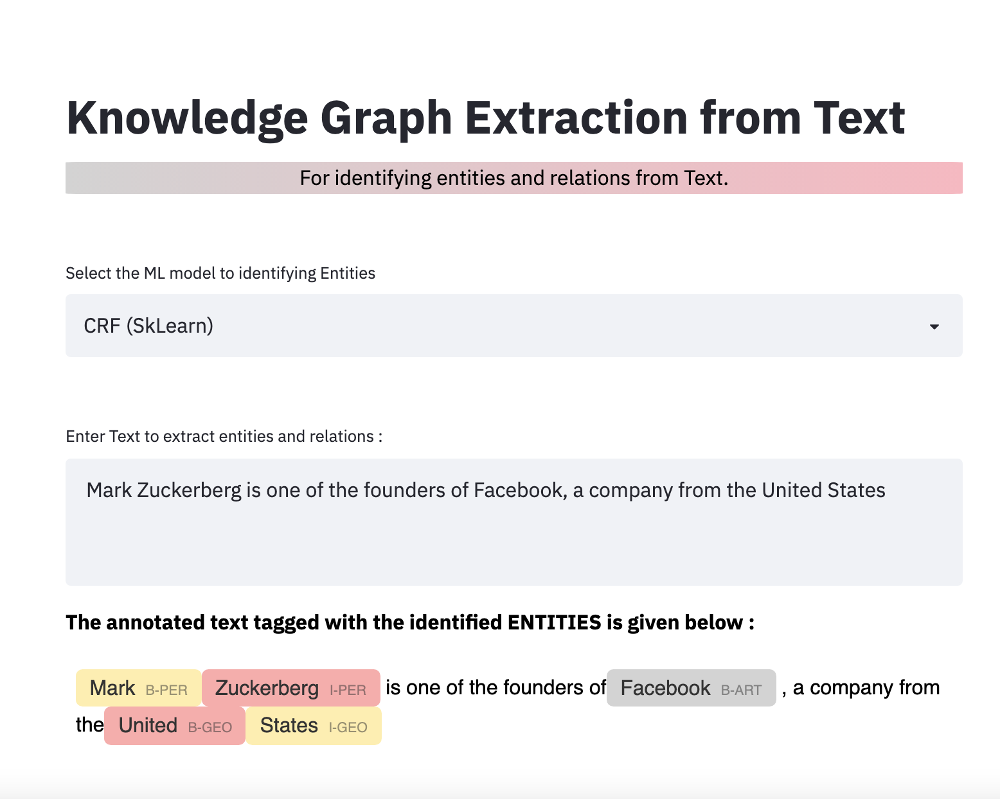 Knowledge Graph Extraction from Text
For identifying entities and relations from Text.
Select the ML model to identifying Entities
CRF (SkLearn)
Enter Text to extract entities and relations :
Mark Zuckerberg is one of the founders of Facebook, a company from the United States
The annotated text tagged with the identified ENTITIES is given below :
Mark B-PER Zuckerberg I-PER is one of the founders of Facebook B-ART , a company from
the United B-GEO States I-GEO